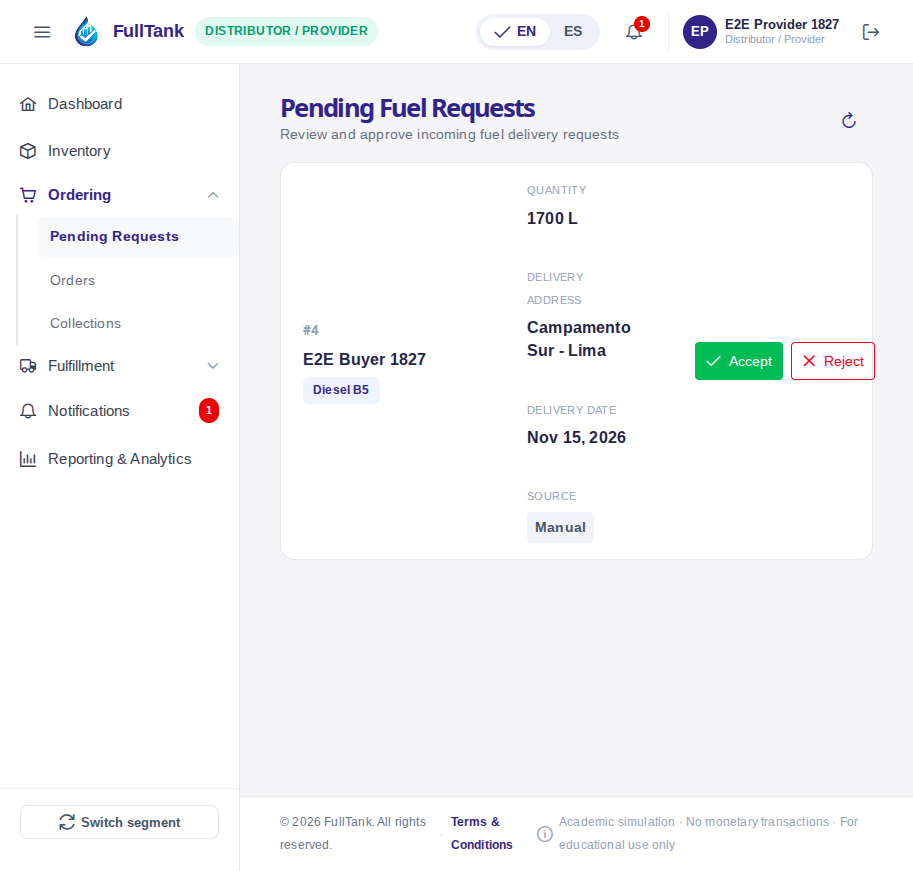 FullTank
DISTRIBUTOR / PROVIDER
EN
ES
1
EP
E2E Provider 1827
Distributor / Provider
Dashboard
Inventory
Ordering
Pending Requests
Orders
Collections
Fulfillment
Notifications
1
Reporting & Analytics
Switch segment
Pending Fuel Requests
Review and approve incoming fuel delivery requests
#4
E2E Buyer 1827
Diesel B5
QUANTITY
1700 L
DELIVERY
ADDRESS
Campamento
Sur - Lima
DELIVERY DATE
Nov 15, 2026
SOURCE
Manual
Accept
Reject
© 2026 FullTank. All rights
reserved.
·
Terms &
Conditions
Academic simulation · No monetary transactions · For
educational use only